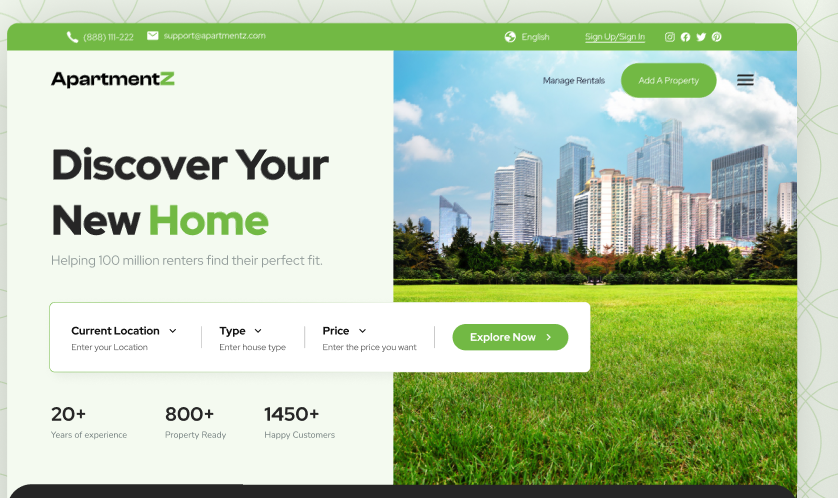 (888) 111-222 support@apartmentz.com English Sign Up/Sign In
ApartmentZ Manage Rentals Add A Property
Discover Your
New Home
Helping 100 million renters find their perfect fit.
Current Location Type Price Explore Now
Enter your Location Enter house type Enter the price you want
20+ 800+ 1450+
Years of experience Property Ready Happy Customers